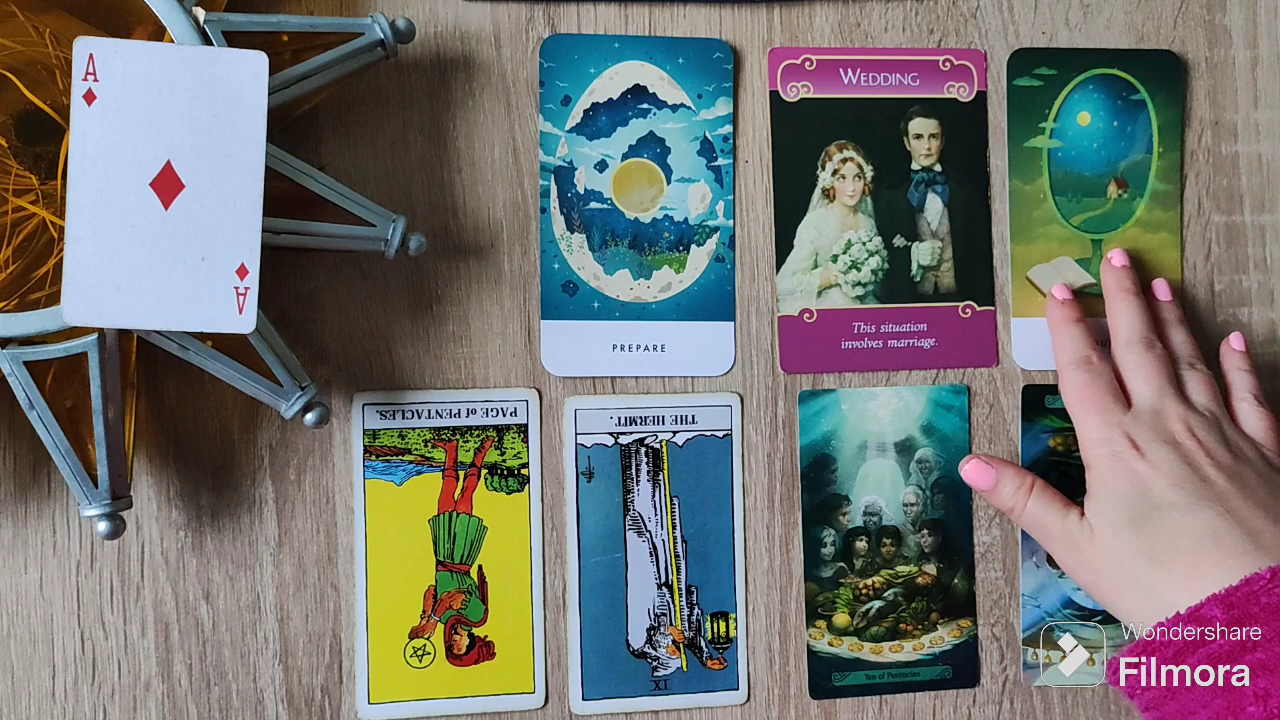 A
A
PREPARE
WEDDING
This situation
involves marriage.
PAGE of PENTACLES.
THE HERMIT.
IX
Ten of Pentacles
Wondershare
Filmora